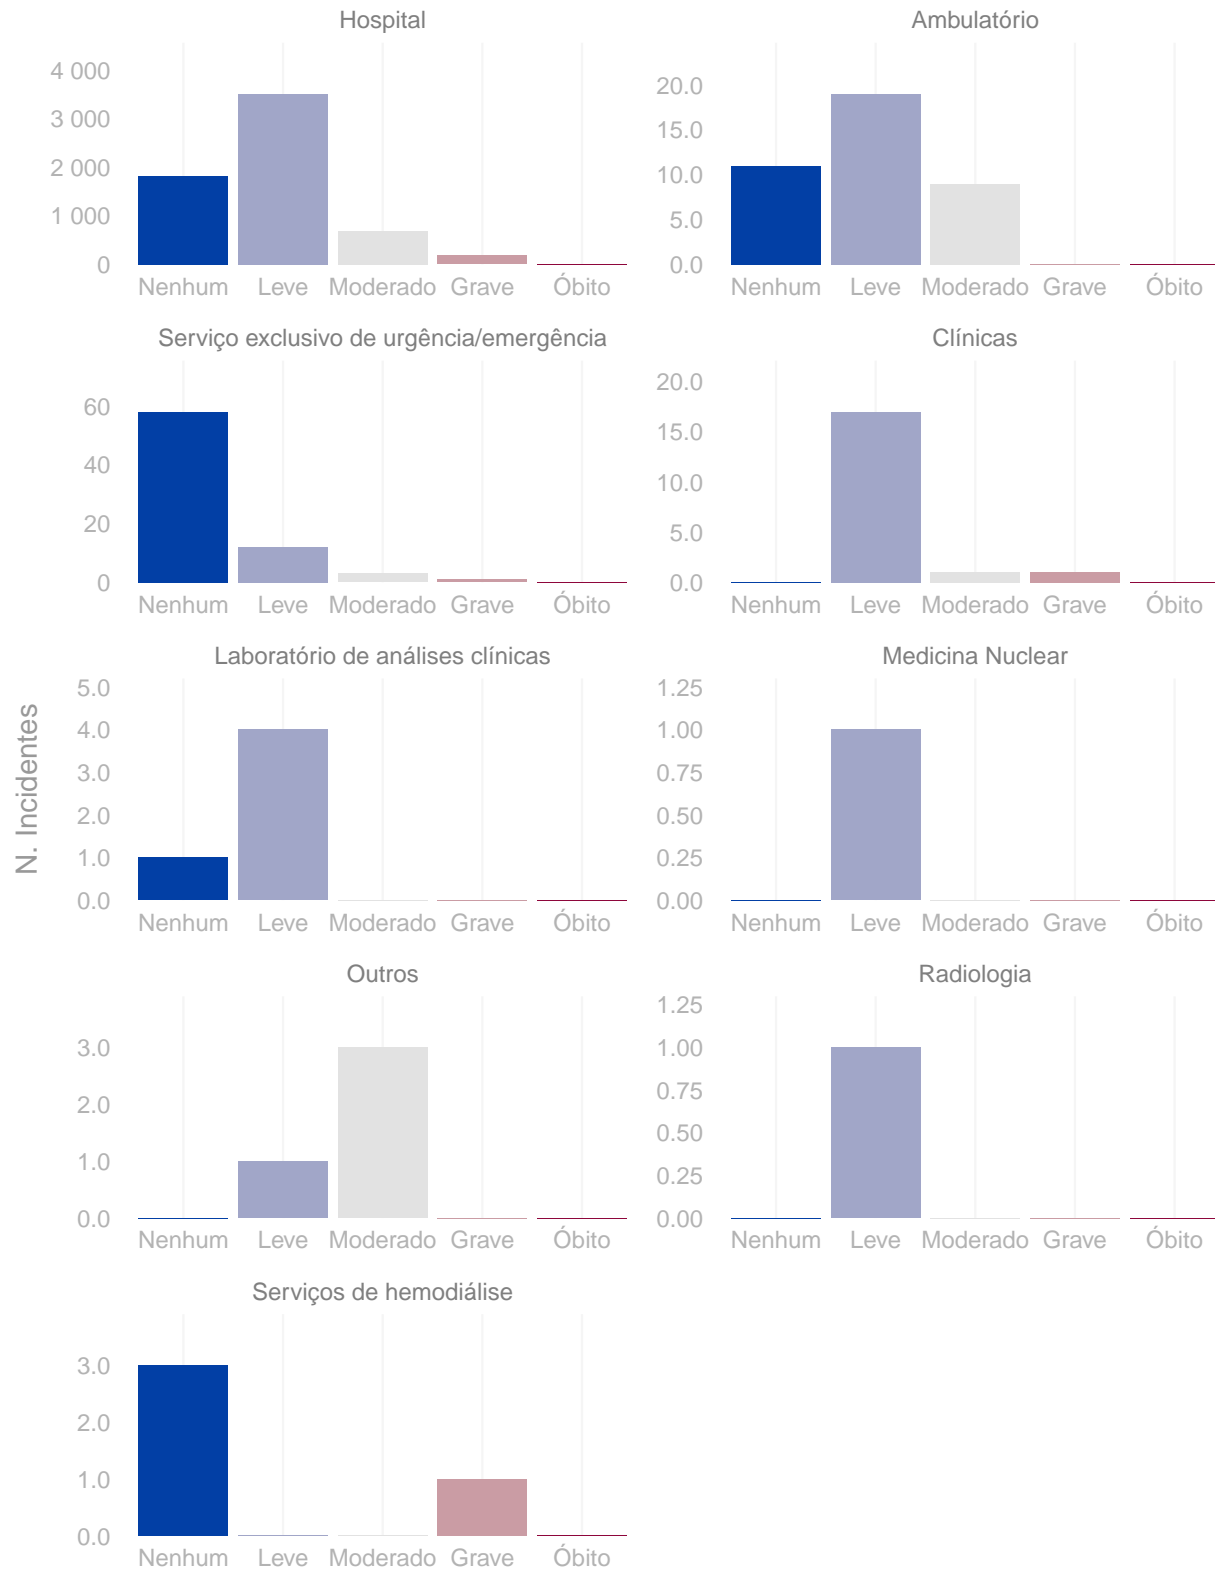 Hospital
4 000
3 000
2 000
1 000
0
Nenhum Leve Moderado Grave Óbito
Ambulatório
20.0
15.0
10.0
5.0
0.0
Nenhum Leve Moderado Grave Óbito
Serviço exclusivo de urgência/emergência
60
40
20
0
Nenhum Leve Moderado Grave Óbito
Clínicas
20.0
15.0
10.0
5.0
0.0
Nenhum Leve Moderado Grave Óbito
N. Incidentes
Laboratório de análises clínicas
5.0
4.0
3.0
2.0
1.0
0.0
Nenhum Leve Moderado Grave Óbito
Medicina Nuclear
1.25
1.00
0.75
0.50
0.25
0.00
Nenhum Leve Moderado Grave Óbito
Outros
3.0
2.0
1.0
0.0
Nenhum Leve Moderado Grave Óbito
Radiologia
1.25
1.00
0.75
0.50
0.25
0.00
Nenhum Leve Moderado Grave Óbito
Serviços de hemodiálise
3.0
2.0
1.0
0.0
Nenhum Leve Moderado Grave Óbito